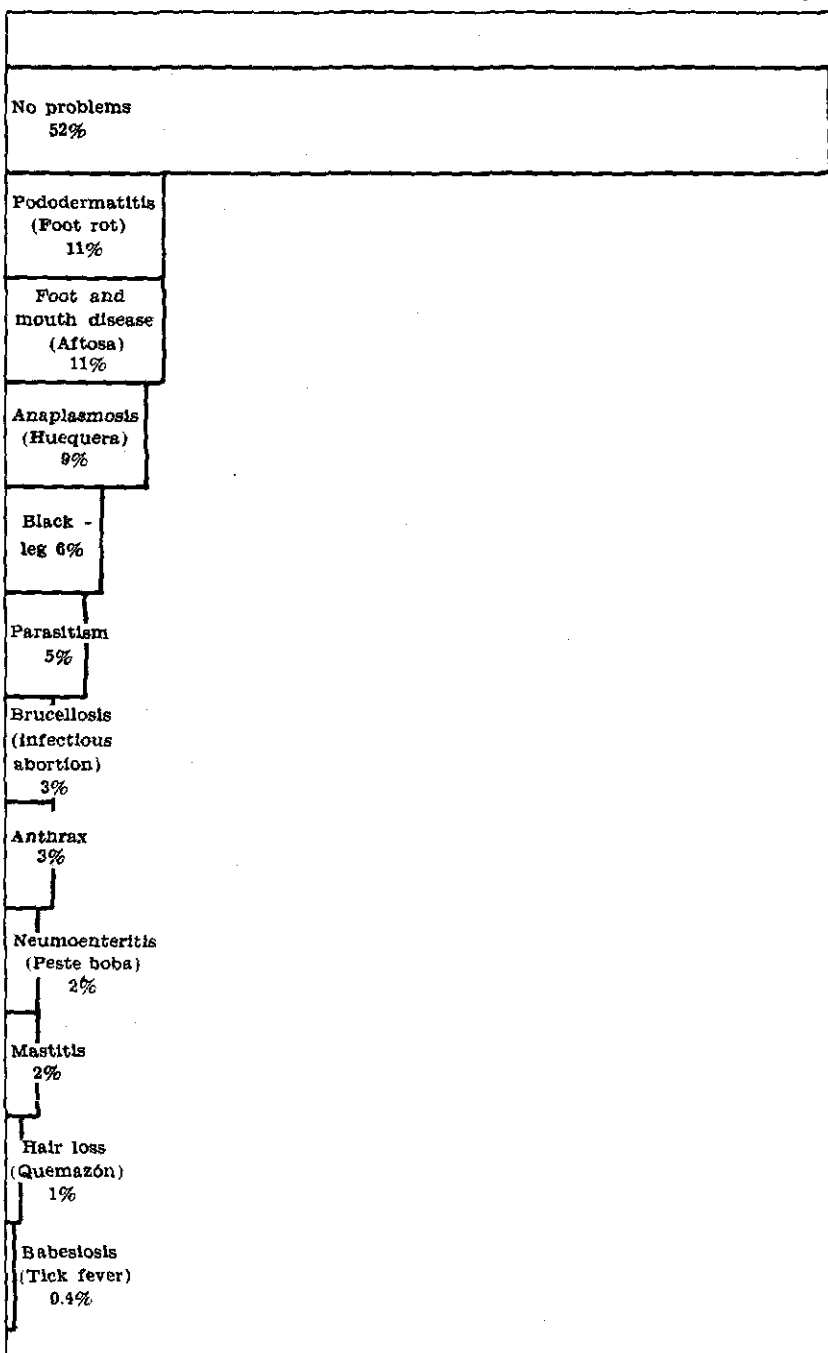 No problems
52%
Pododermatitis
(Foot rot)
11%
Foot and
mouth disease
(Aftosa)
11%
Anaplasmosis
(Huequera)
9%
Black -
leg 6%
Parasitism
5%
Brucellosis
(infectious
abortion)
3%
Anthrax
3%
Neumoenteritis
(Peste boba)
2%
Mastitis
2%
Hair loss
(Quemazón)
1%
Babesiosis
(Tick fever)
0.4%